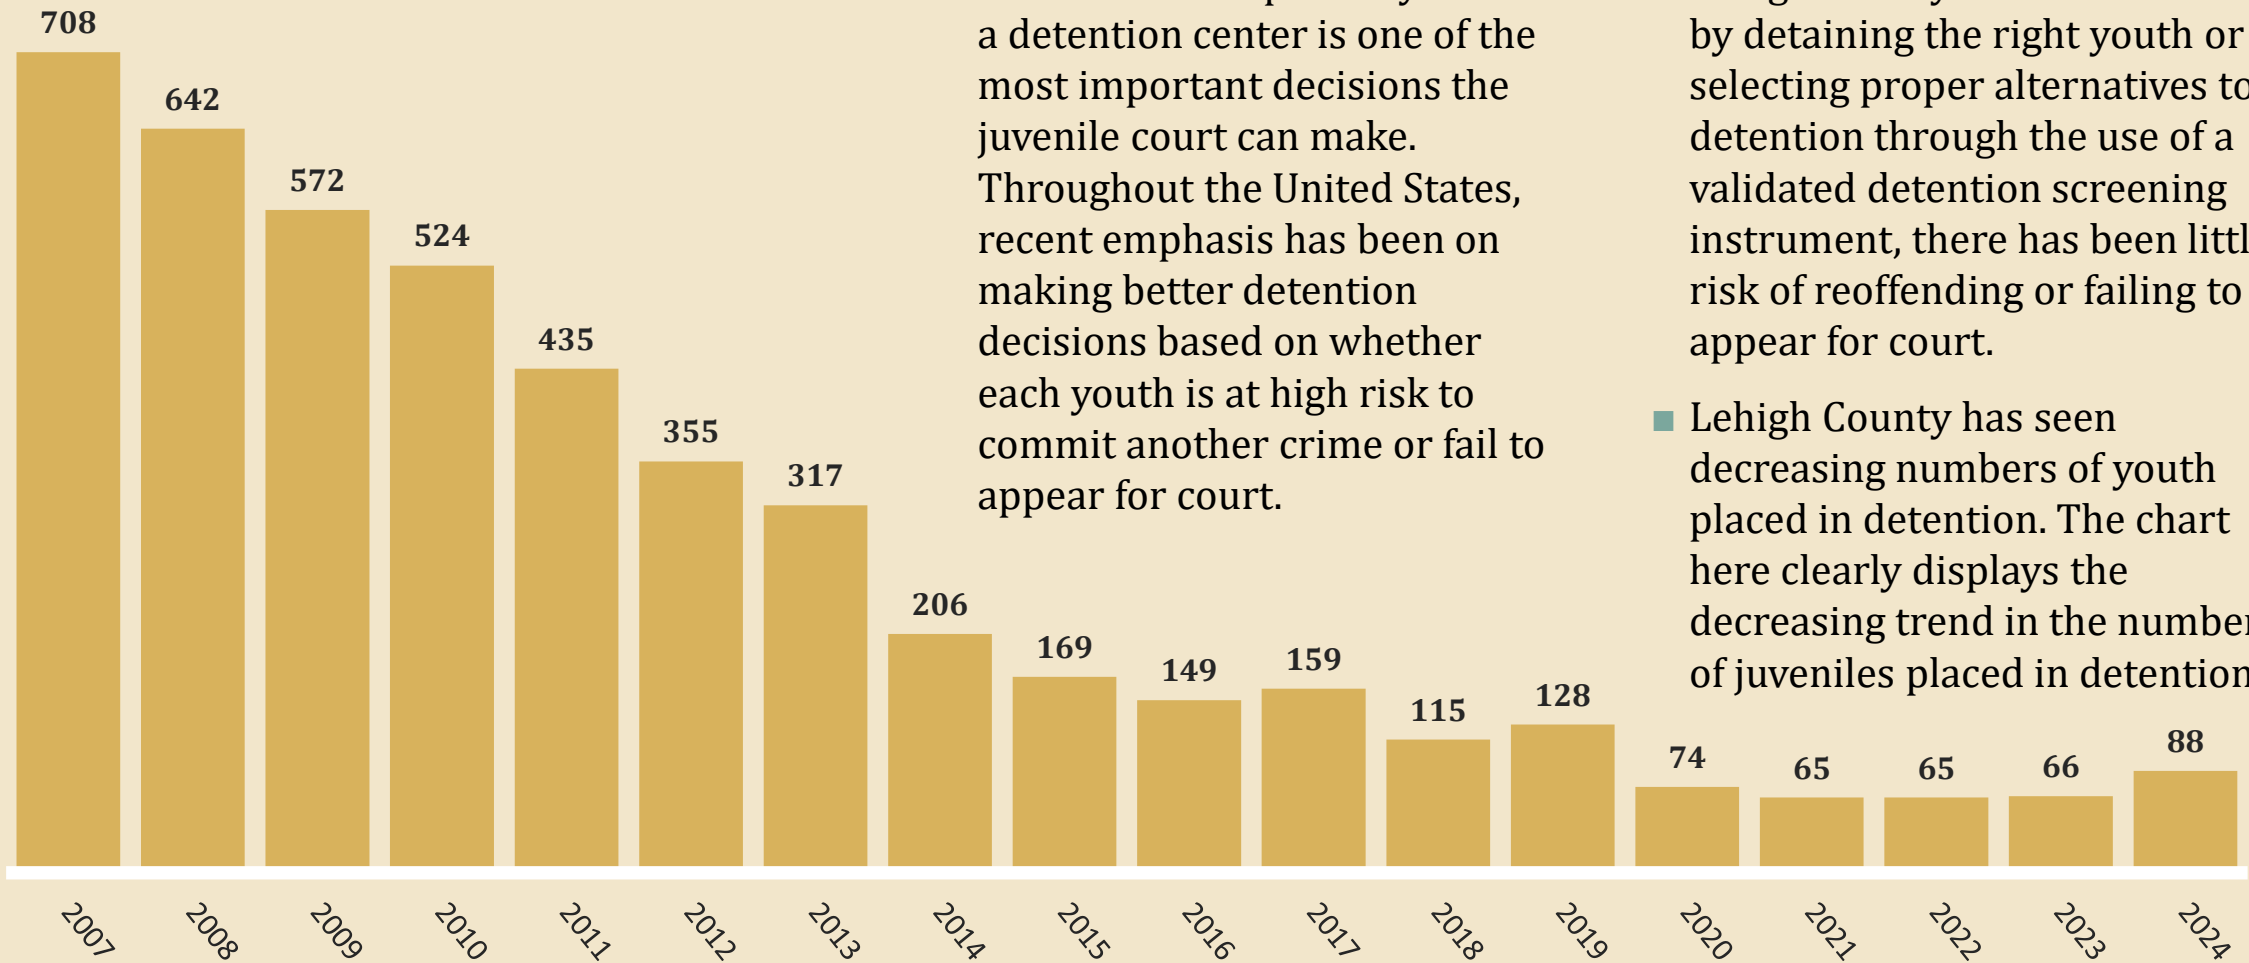 708
642
572
524
435
355
317
206
169
149
159
115
128
74
65
65
66
88
a detention center is one of the
most important decisions the
juvenile court can make.
Throughout the United States,
recent emphasis has been on
making better detention
decisions based on whether
each youth is at high risk to
commit another crime or fail to
appear for court.
by detaining the right youth or
selecting proper alternatives to
detention through the use of a
validated detention screening
instrument, there has been
risk of reoffending or failing to
appear for court.
Lehigh County has seen
decreasing numbers of youth
placed in detention. The chart
here clearly displays the
decreasing trend in the number
of juveniles placed in detention
2007
2008
2009
2010
2011
2012
2013
2014
2015
2016
2017
2018
2019
2020
2021
2022
2023
2024